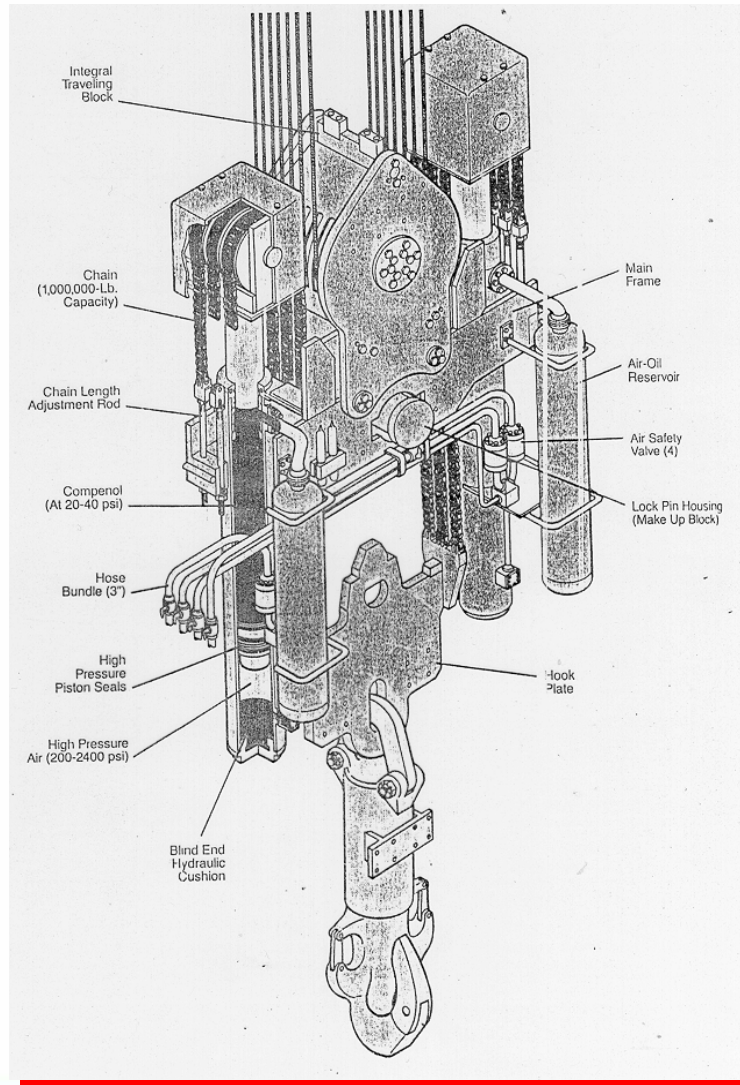 Integral
Traveling
Block
Chain
(1,000,000-Lb.
Capacity)
Chain Length
Adjustment Rod
Compenol
(At 20-40 psi)
Hose
Bundle (3")
High
Pressure
Piston Seals
High Pressure
Air (200-2400 psi)
Blind End
Hydraulic
Cushion
Main
Frame
Air-Oil
Reservoir
Air Safety
Valve (4)
Lock Pin Housing
(Make Up Block)
Hook
Plate